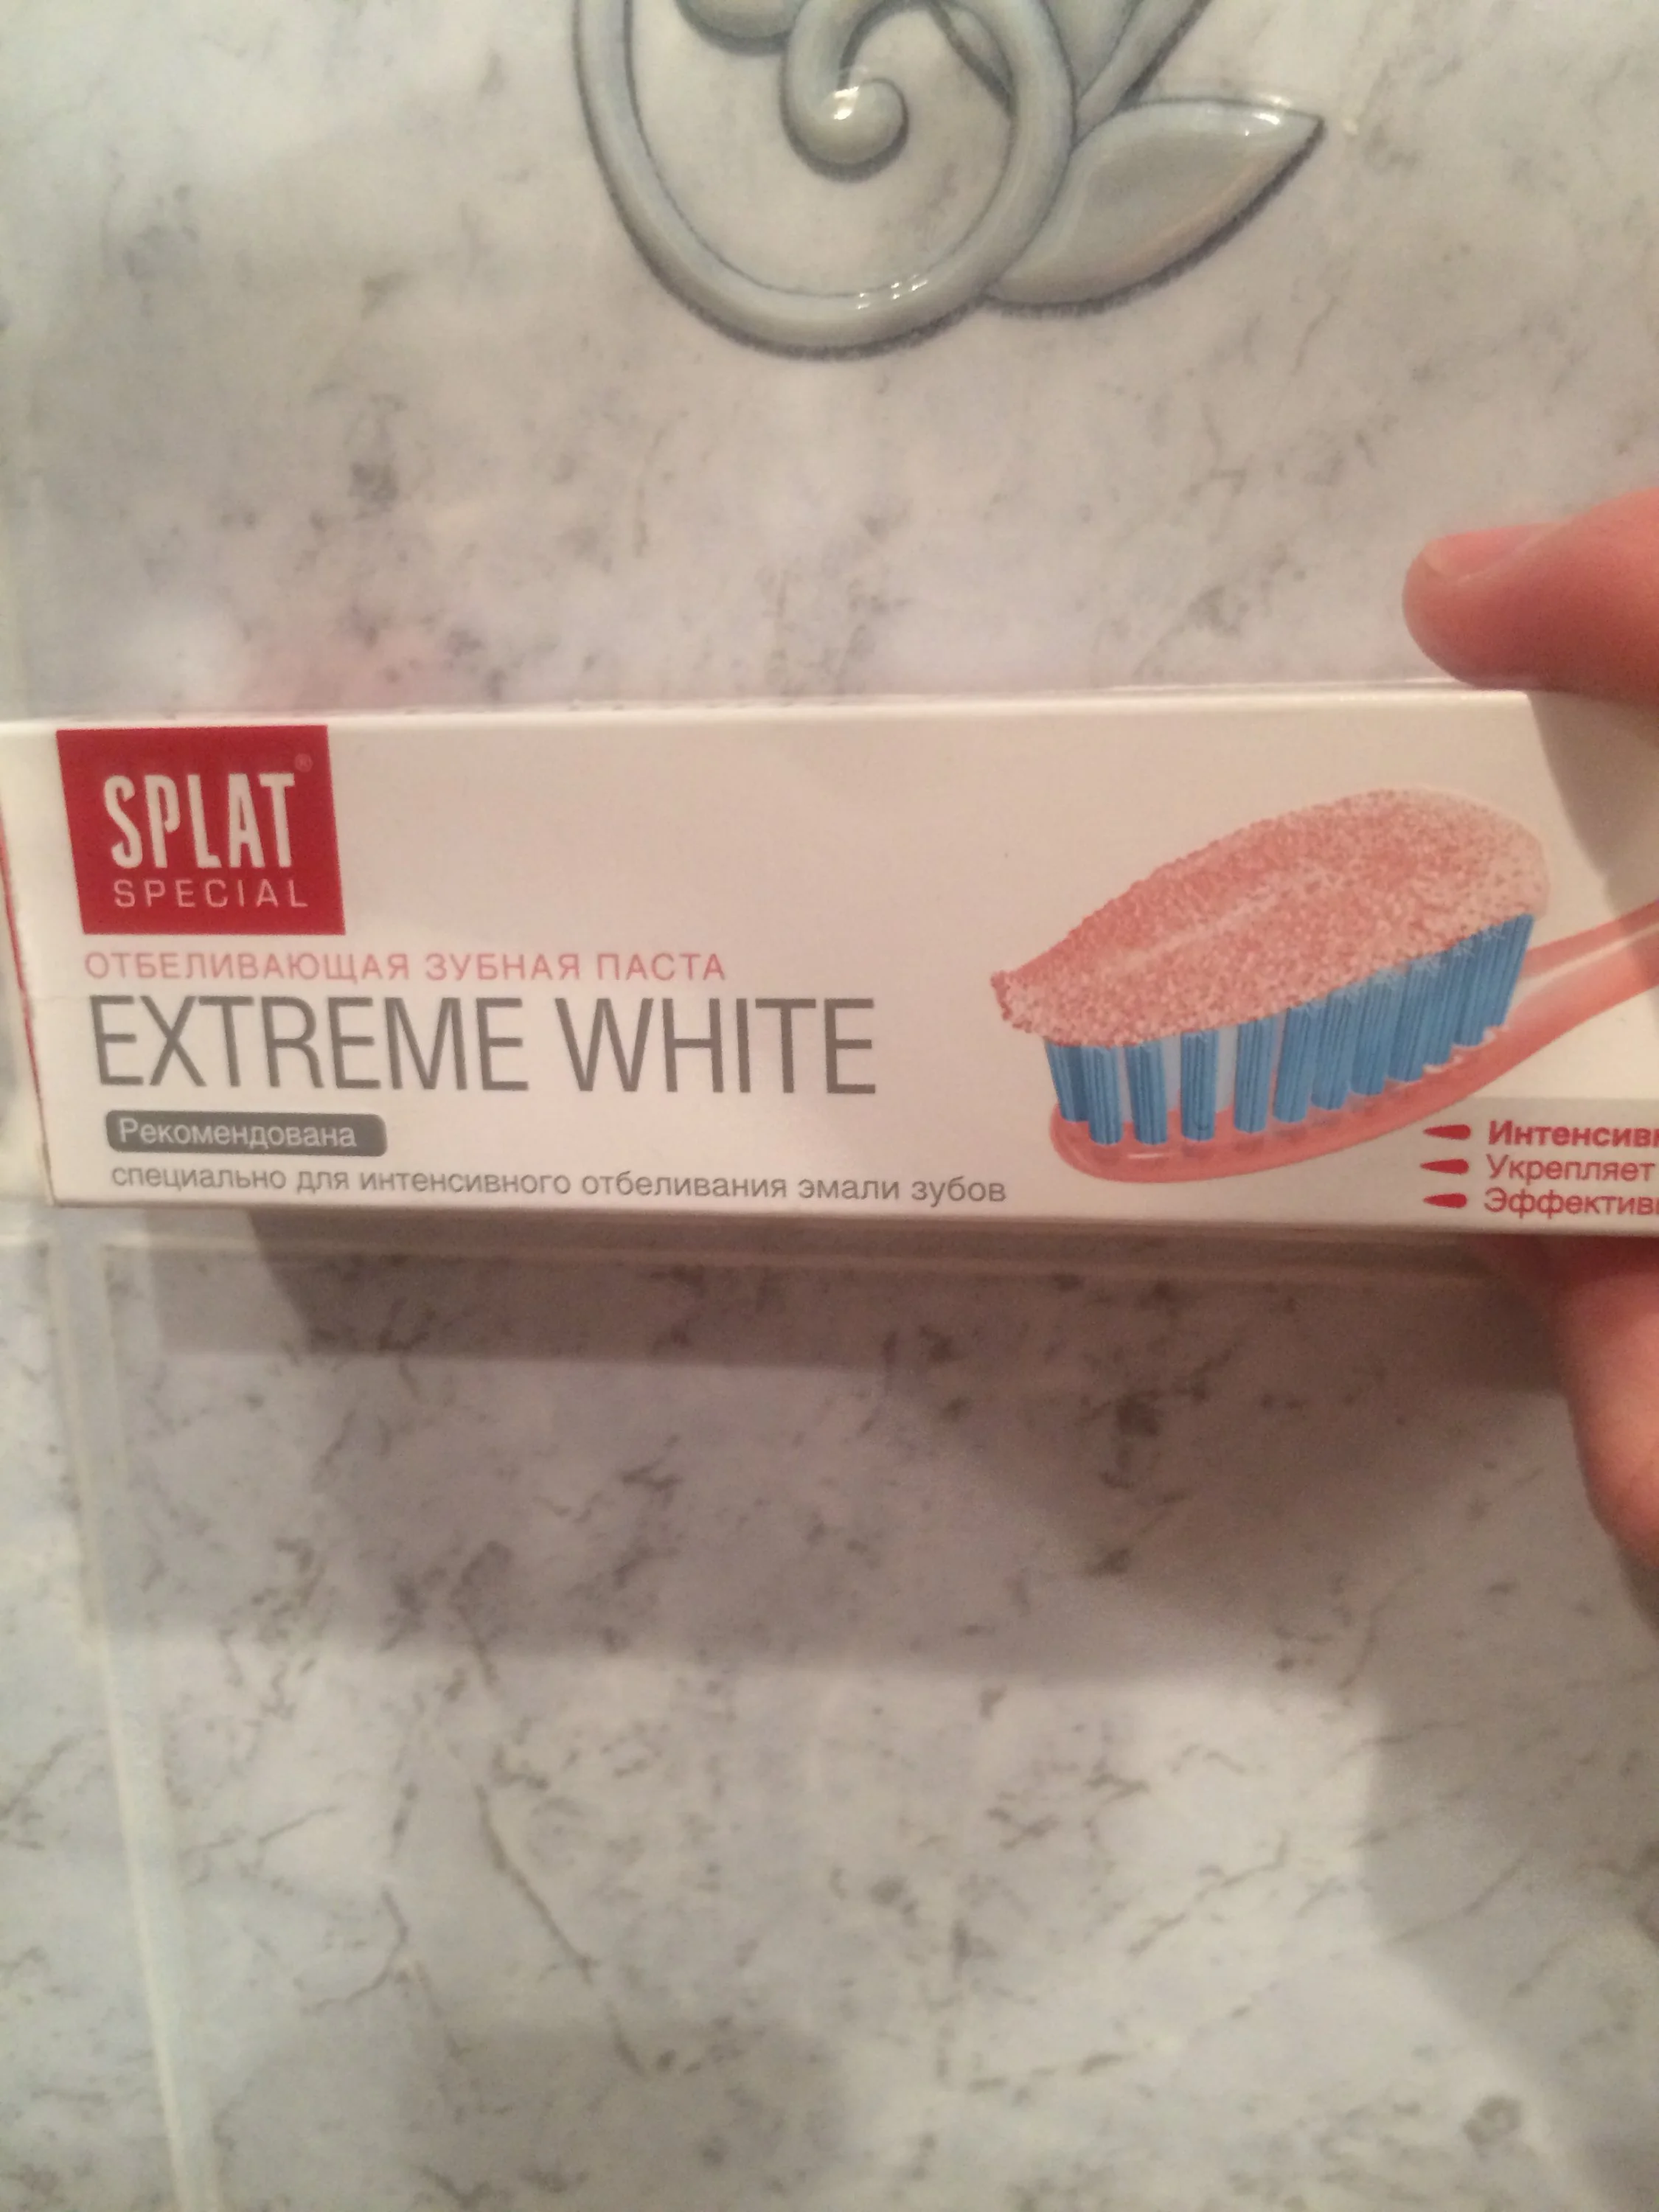 SPLAT®
SPECIAL
ОТБЕЛИВАЮЩАЯ ЗУБНАЯ ПАСТА
EXTREME WHITE
Рекомендована
специально для интенсивного отбеливания эмали зубов
Укрепляет